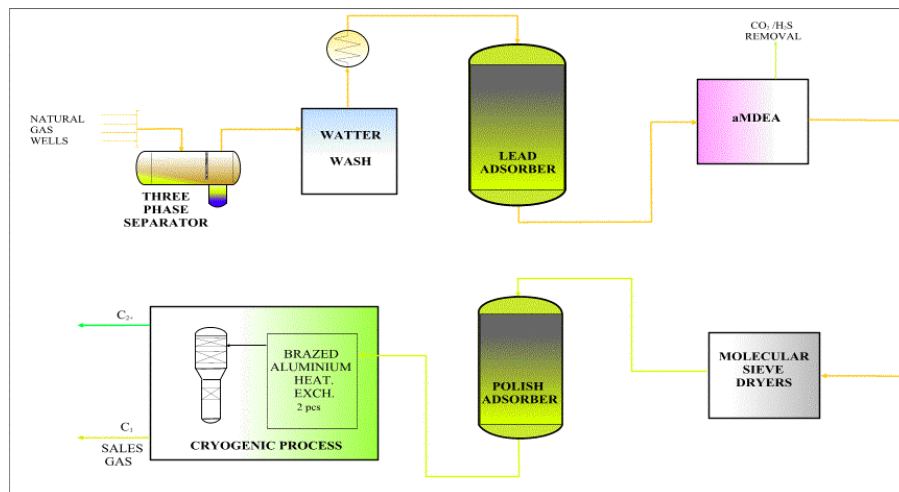 CO₂ /H₂S
REMOVAL
NATURAL
GAS
WELLS
WATTER
WASH
aMDEA
LEAD
ADSORBER
THREE
PHASE
SEPARATOR
C₂₊
BRAZED
ALUMINIUM
HEAT.
EXCH.
2 pcs
POLISH
ADSORBER
MOLECULAR
SIEVE
DRYERS
C₁
SALES
GAS
CRYOGENIC PROCESS